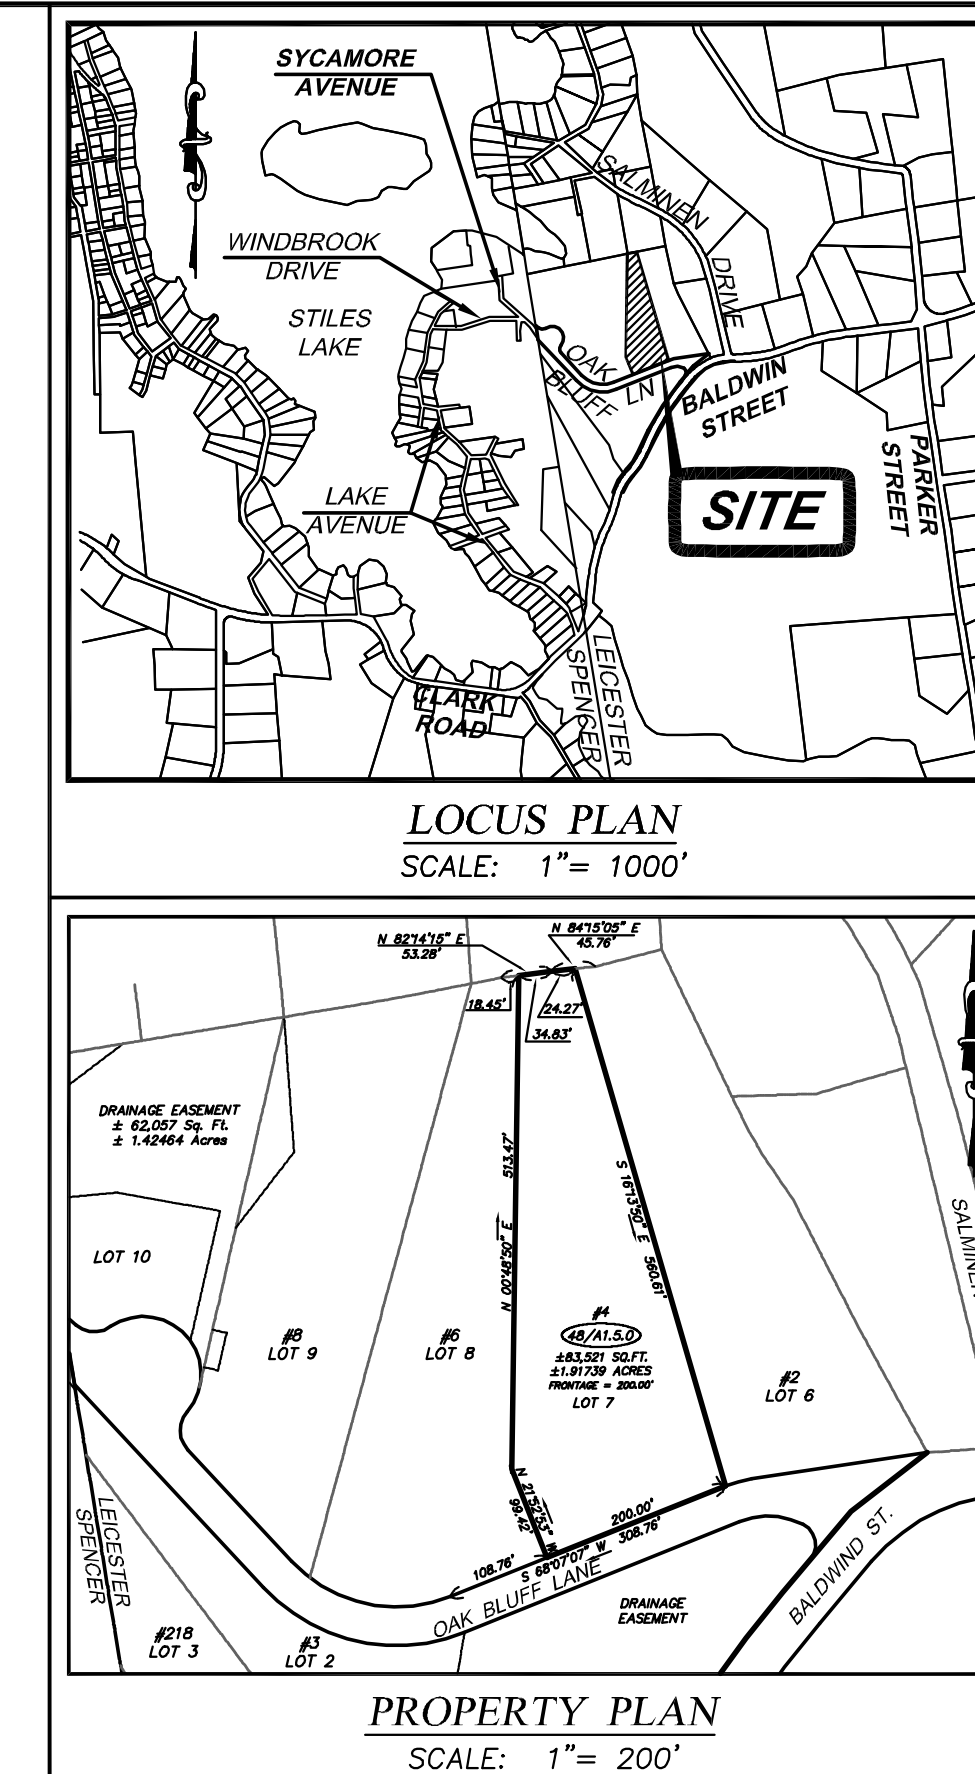 SYCAMORE
AVENUE
WINDBROOK
DRIVE
STILES
LAKE
SALMINEN
DRIVE
OAK
BLUFF
LN
BALDWIN
STREET
PARKER
STREET
SITE
LAKE
AVENUE
LEICESTER
SPENCER
CLARK
ROAD
LOCUS PLAN
SCALE: 1"= 1000'
N 82°14'15" E
53.28'
N 84°15'05" E
45.76'
18.45'
24.27'
34.83'
DRAINAGE EASEMENT
± 62,057 Sq. Ft.
± 1.42464 Acres
513.47'
N 00°48'50" E
S 16°13'50" E
560.61'
LOT 10
#8
LOT 9
#6
LOT 8
#4
48/A1.5.0
±83,521 SQ.FT.
±1.91739 ACRES
FRONTAGE = 200.00'
LOT 7
#2
LOT 6
N 21°52'53" W
99.42'
200.00'
308.76'
S 68°07'07" W
108.76'
OAK BLUFF LANE
DRAINAGE
EASEMENT
BALDWIND ST.
LEICESTER
SPENCER
#218
LOT 3
#3
LOT 2
PROPERTY PLAN
SCALE: 1"= 200'